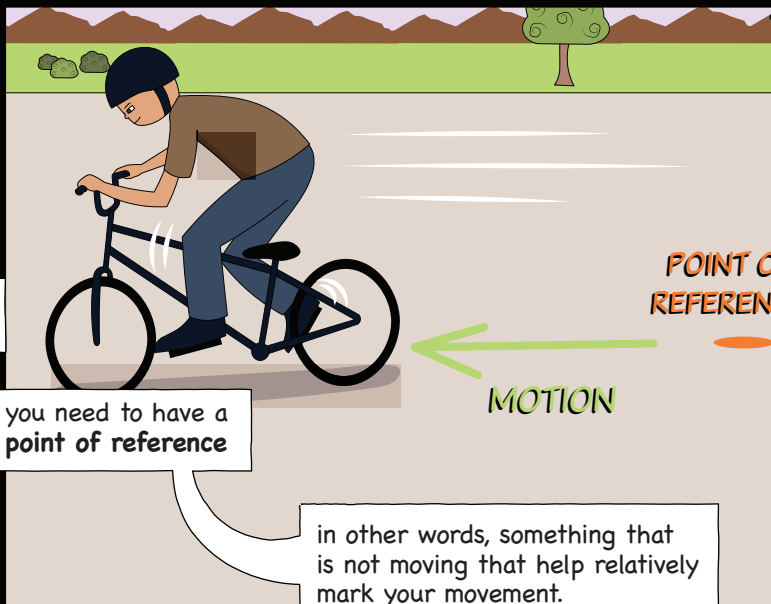 POINT O
REFEREN
MOTION
you need to have a
point of reference
in other words, something that
is not moving that help relatively
mark your movement.